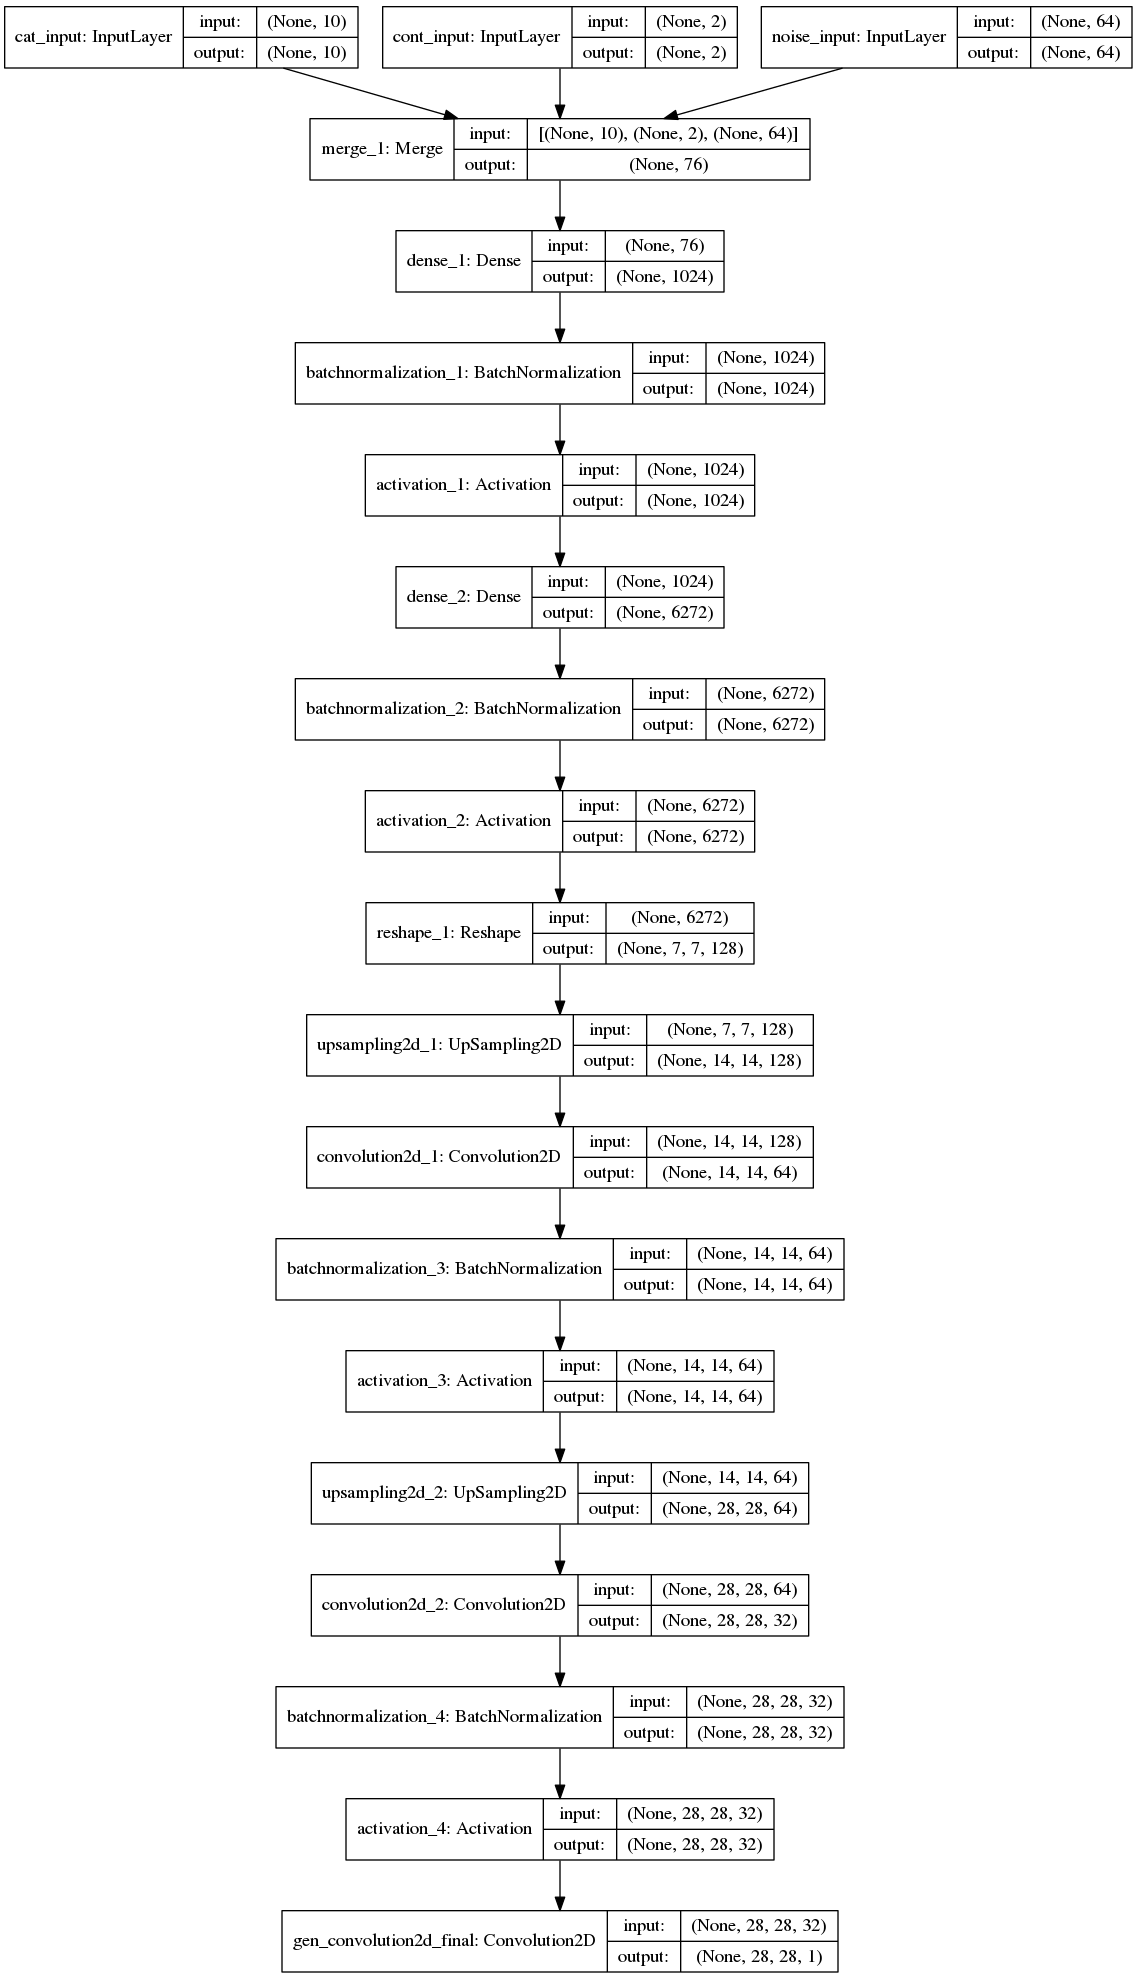 cat_input: InputLayer input: (None, 10)
output: (None, 10)
cont_input: InputLayer input: (None, 2)
output: (None, 2)
noise_input: InputLayer input: (None, 64)
output: (None, 64)
merge_1: Merge input: [(None, 10), (None, 2), (None, 64)]
output: (None, 76)
dense_1: Dense input: (None, 76)
output: (None, 1024)
batchnormalization_1: BatchNormalization input: (None, 1024)
output: (None, 1024)
activation_1: Activation input: (None, 1024)
output: (None, 1024)
dense_2: Dense input: (None, 1024)
output: (None, 6272)
batchnormalization_2: BatchNormalization input: (None, 6272)
output: (None, 6272)
activation_2: Activation input: (None, 6272)
output: (None, 6272)
reshape_1: Reshape input: (None, 6272)
output: (None, 7, 7, 128)
upsampling2d_1: UpSampling2D input: (None, 7, 7, 128)
output: (None, 14, 14, 128)
convolution2d_1: Convolution2D input: (None, 14, 14, 128)
output: (None, 14, 14, 64)
batchnormalization_3: BatchNormalization input: (None, 14, 14, 64)
output: (None, 14, 14, 64)
activation_3: Activation input: (None, 14, 14, 64)
output: (None, 14, 14, 64)
upsampling2d_2: UpSampling2D input: (None, 14, 14, 64)
output: (None, 28, 28, 64)
convolution2d_2: Convolution2D input: (None, 28, 28, 64)
output: (None, 28, 28, 32)
batchnormalization_4: BatchNormalization input: (None, 28, 28, 32)
output: (None, 28, 28, 32)
activation_4: Activation input: (None, 28, 28, 32)
output: (None, 28, 28, 32)
gen_convolution2d_final: Convolution2D input: (None, 28, 28, 32)
output: (None, 28, 28, 1)